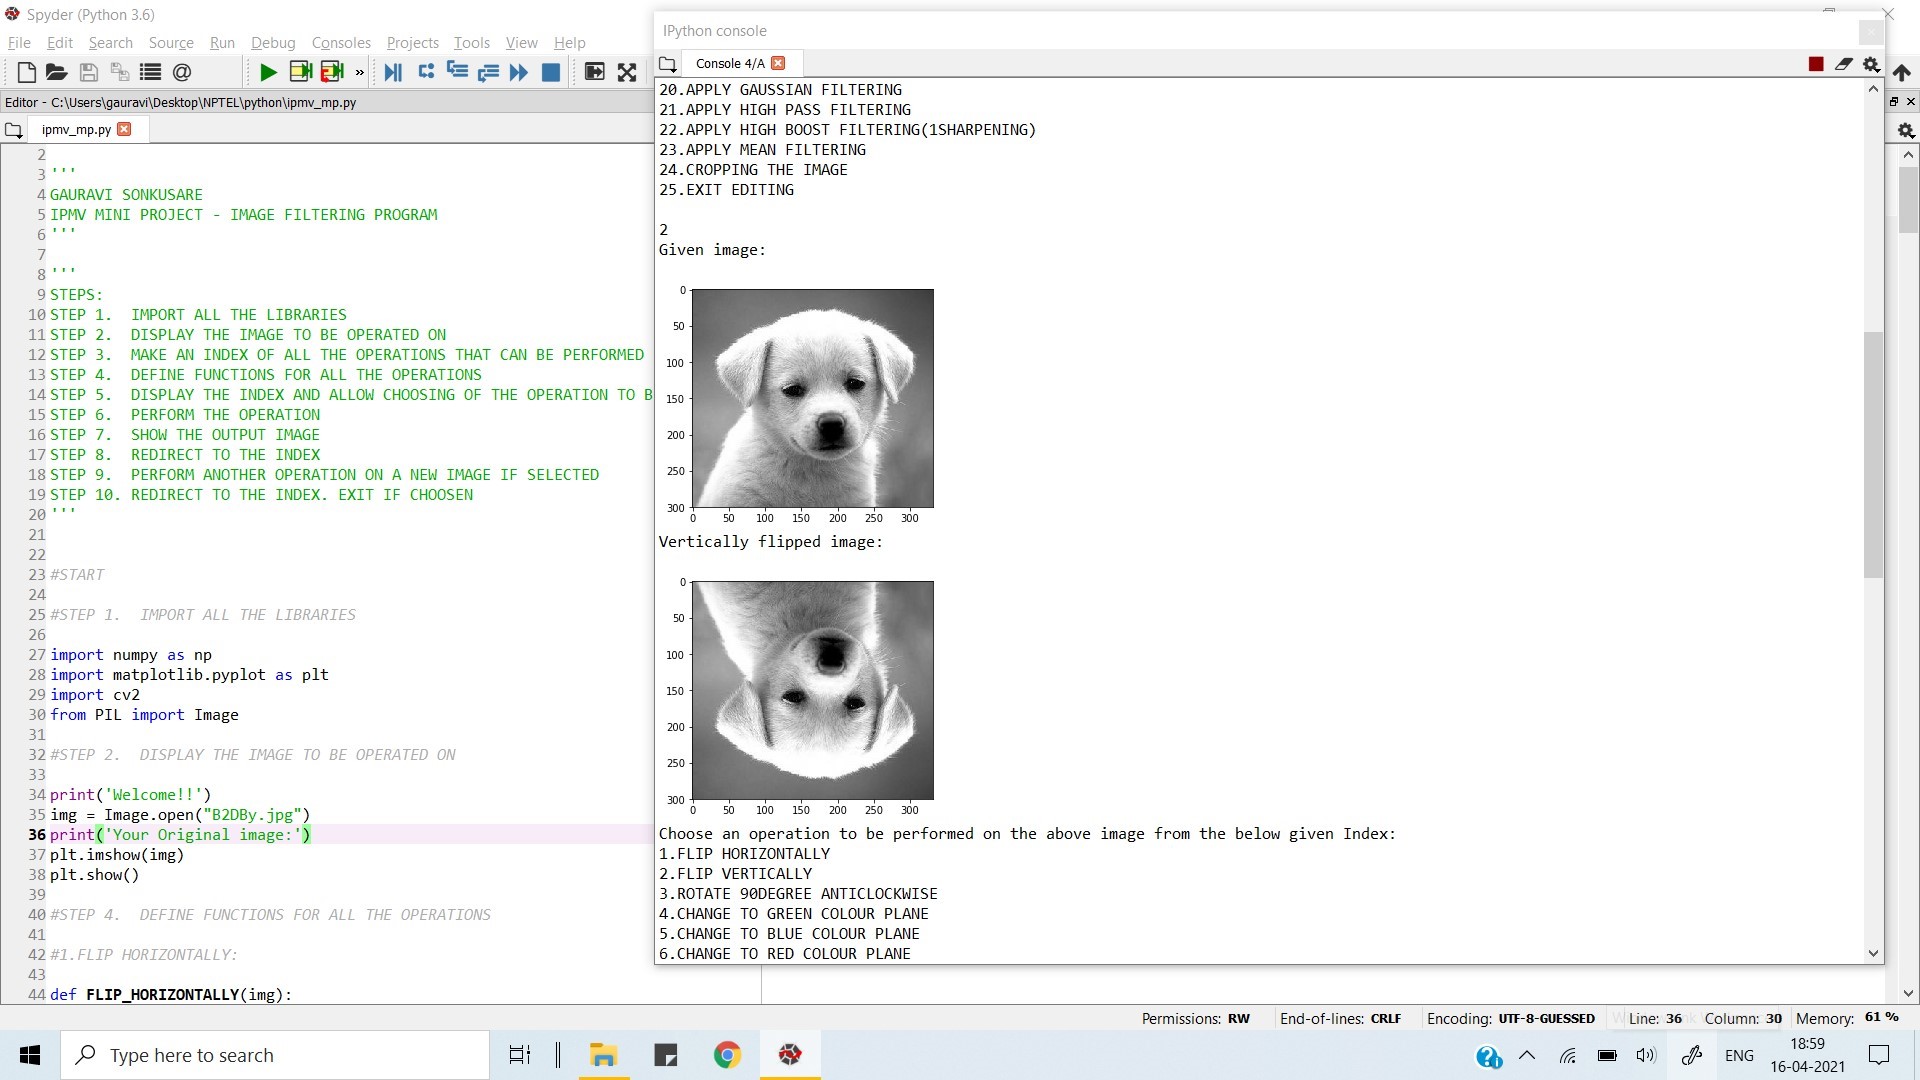 Spyder (Python 3.6)
File Edit Search Source Run Debug Consoles Projects Tools View Help
Editor - C:\Users\gauravi\Desktop\NPTEL\python\ipmv_mp.py
ipmv_mp.py
2
3 '''
4 GAURAVI SONKUSARE
5 IPMV MINI PROJECT - IMAGE FILTERING PROGRAM
6 '''
7
8 '''
9 STEPS:
10 STEP 1.  IMPORT ALL THE LIBRARIES
11 STEP 2.  DISPLAY THE IMAGE TO BE OPERATED ON
12 STEP 3.  MAKE AN INDEX OF ALL THE OPERATIONS THAT CAN BE PERFORMED
13 STEP 4.  DEFINE FUNCTIONS FOR ALL THE OPERATIONS
14 STEP 5.  DISPLAY THE INDEX AND ALLOW CHOOSING OF THE OPERATION TO B
15 STEP 6.  PERFORM THE OPERATION
16 STEP 7.  SHOW THE OUTPUT IMAGE
17 STEP 8.  REDIRECT TO THE INDEX
18 STEP 9.  PERFORM ANOTHER OPERATION ON A NEW IMAGE IF SELECTED
19 STEP 10. REDIRECT TO THE INDEX. EXIT IF CHOOSEN
20 '''
21
22
23 #START
24
25 #STEP 1.  IMPORT ALL THE LIBRARIES
26
27 import numpy as np
28 import matplotlib.pyplot as plt
29 import cv2
30 from PIL import Image
31
32 #STEP 2.  DISPLAY THE IMAGE TO BE OPERATED ON
33
34 print('Welcome!!')
35 img = Image.open("B2DBy.jpg")
36 print('Your Original image:')
37 plt.imshow(img)
38 plt.show()
39
40 #STEP 4.  DEFINE FUNCTIONS FOR ALL THE OPERATIONS
41
42 #1.FLIP HORIZONTALLY:
43
44 def FLIP_HORIZONTALLY(img):
IPython console
Console 4/A
20.APPLY GAUSSIAN FILTERING
21.APPLY HIGH PASS FILTERING
22.APPLY HIGH BOOST FILTERING(1SHARPENING)
23.APPLY MEAN FILTERING
24.CROPPING THE IMAGE
25.EXIT EDITING
2
Given image:
0
50
100
150
200
250
300
0 50 100 150 200 250 300
Vertically flipped image:
0
50
100
150
200
250
300
0 50 100 150 200 250 300
Choose an operation to be performed on the above image from the below given Index:
1.FLIP HORIZONTALLY
2.FLIP VERTICALLY
3.ROTATE 90DEGREE ANTICLOCKWISE
4.CHANGE TO GREEN COLOUR PLANE
5.CHANGE TO BLUE COLOUR PLANE
6.CHANGE TO RED COLOUR PLANE
Permissions: RW End-of-lines: CRLF Encoding: UTF-8-GUESSED Line: 36 Column: 30 Memory: 61 %
Type here to search
ENG
18:59
16-04-2021